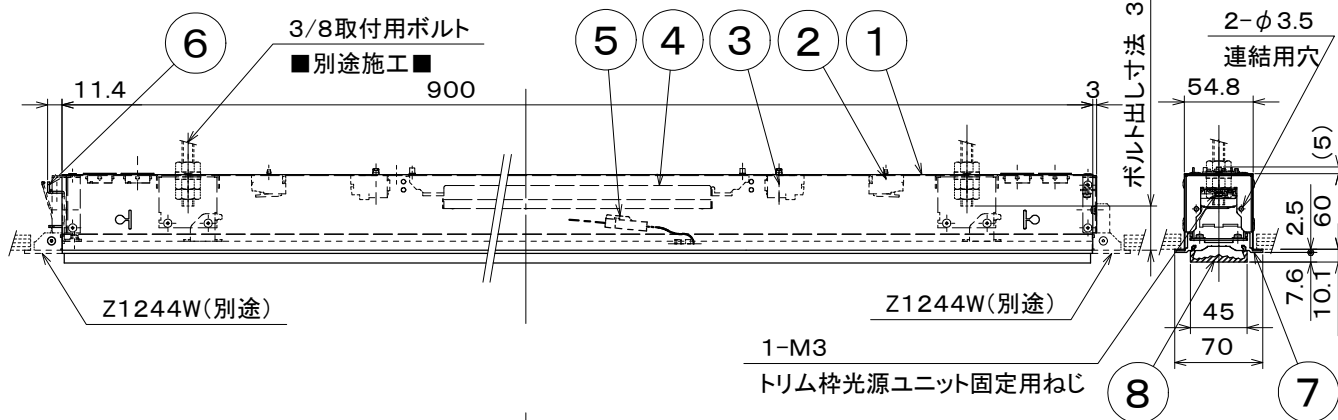 ⑥
3/8取付用ボルト
■別途施工■
⑤
④
③
②
①
2-φ3.5
連結用穴
11.4
900
3
ボルト出し寸法 3
54.8
(5)
60
2.5
7.6
10.1
Z1244W(別途)
Z1244W(別途)
45
70
1-M3
トリム枠光源ユニット固定用ねじ
⑧
⑦